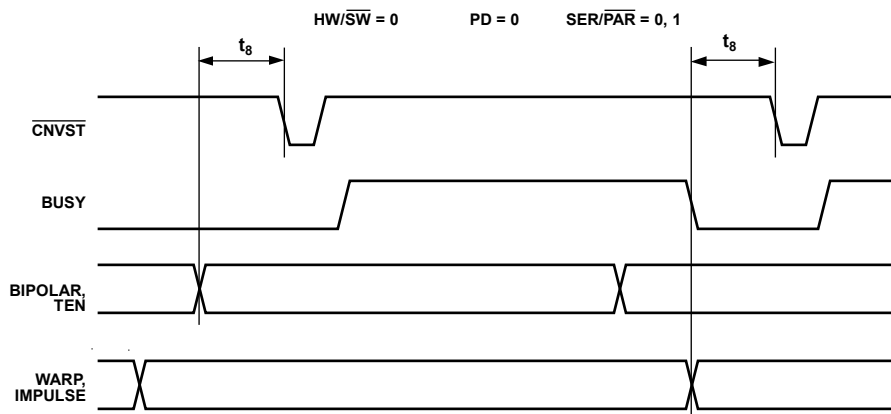 HW/SW = 0 PD = 0 SER/PAR = 0, 1
t8 t8
CNVST
BUSY
BIPOLAR,
TEN
WARP,
IMPULSE